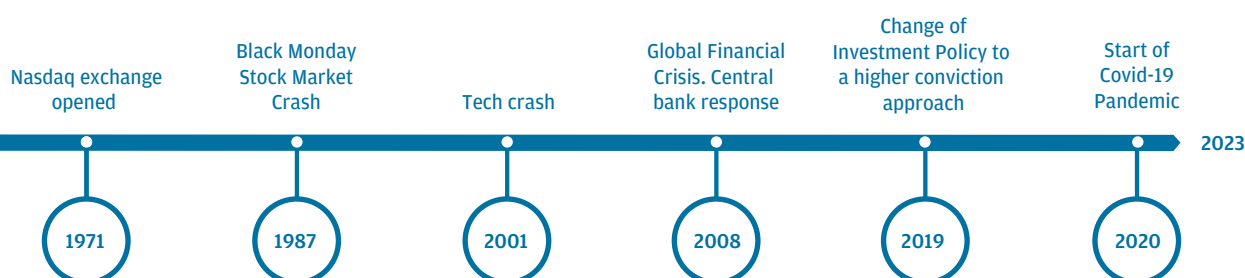 Nasdaq exchange
opened
Black Monday
Stock Market
Crash
Tech crash
Global Financial
Crisis. Central
bank response
Change of
Investment Policy to
a higher conviction
approach
Start of
Covid-19
Pandemic
2023
1971
1987
2001
2008
2019
2020